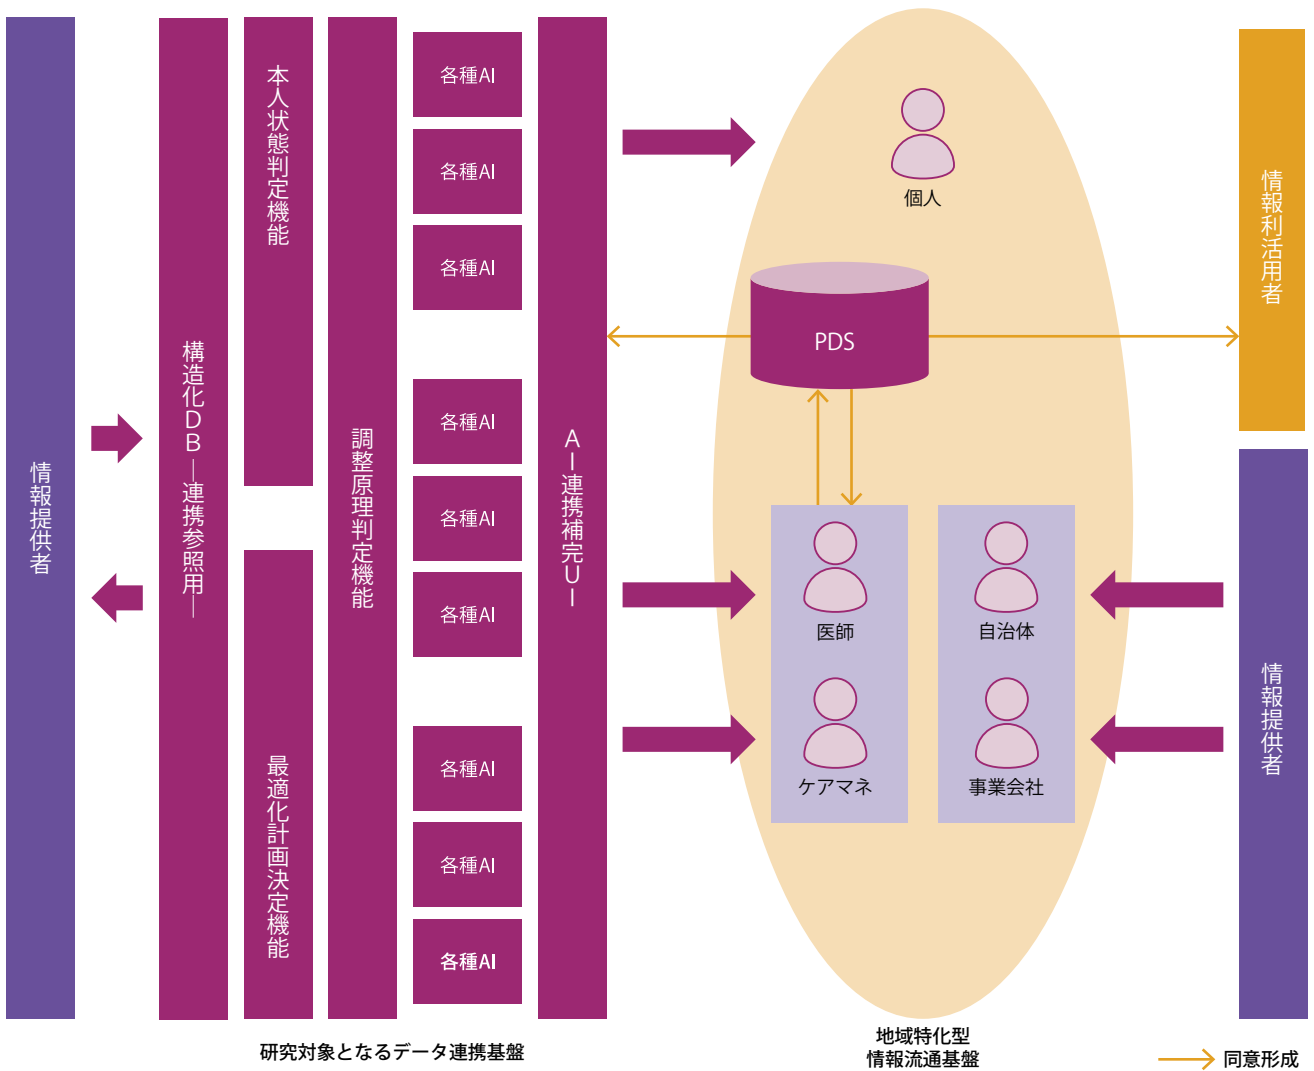 情報提供者
構造化DB―連携参照用―
本人状態判定機能
最適化計画決定機能
調整原理判定機能
各種AI
各種AI
各種AI
各種AI
各種AI
各種AI
各種AI
各種AI
各種AI
AI連携補完UI
個人
PDS
医師
ケアマネ
自治体
事業会社
情報利活用者
情報提供者
研究対象となるデータ連携基盤
地域特化型
情報流通基盤
同意形成